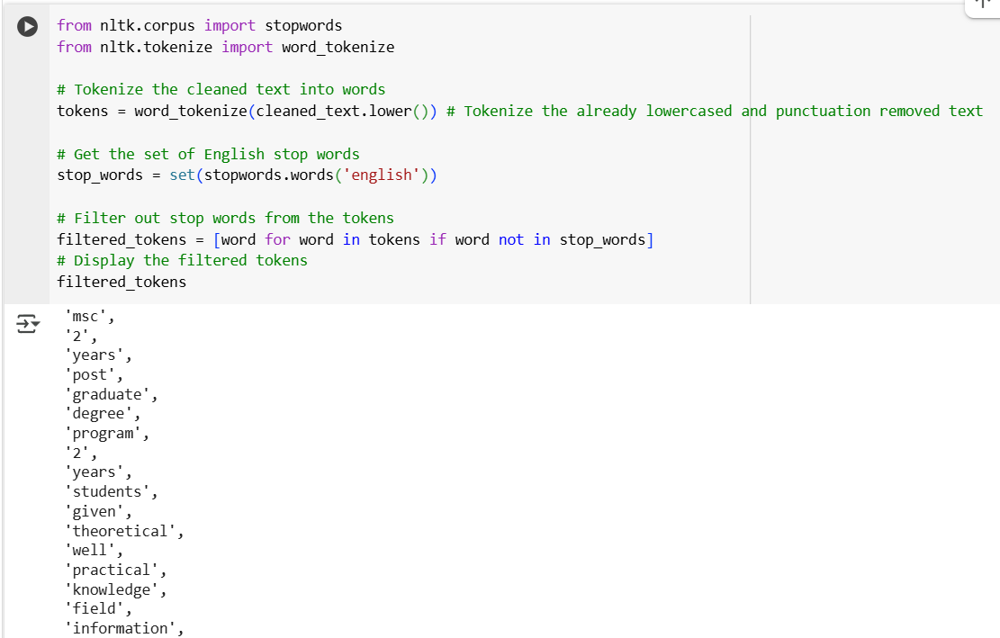 from nltk.corpus import stopwords
from nltk.tokenize import word_tokenize

# Tokenize the cleaned text into words
tokens = word_tokenize(cleaned_text.lower()) # Tokenize the already lowercased and punctuation removed text

# Get the set of English stop words
stop_words = set(stopwords.words('english'))

# Filter out stop words from the tokens
filtered_tokens = [word for word in tokens if word not in stop_words]
# Display the filtered tokens
filtered_tokens
'msc',
'2',
'years',
'post',
'graduate',
'degree',
'program',
'2',
'years',
'students',
'given',
'theoretical',
'well',
'practical',
'knowledge',
'field',
'information',